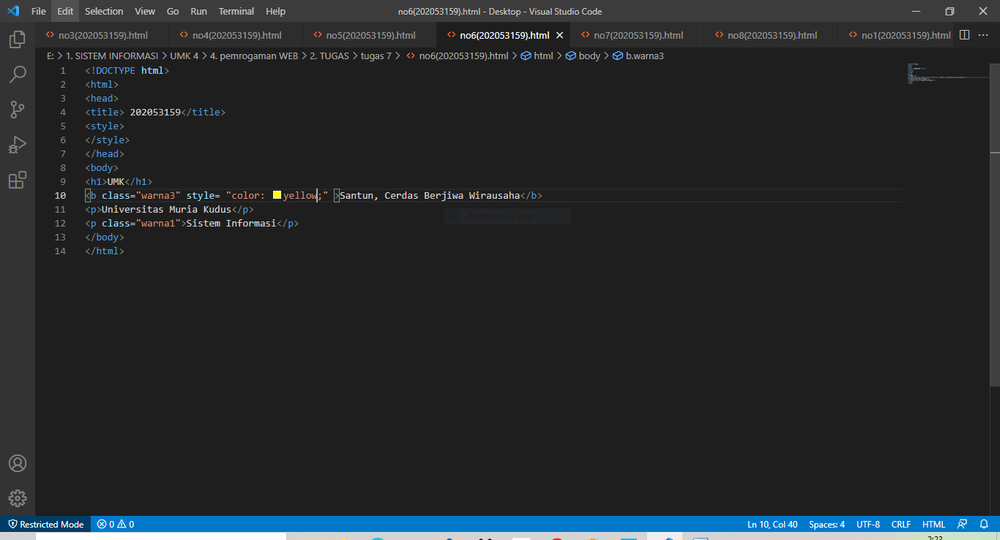 File Edit Selection View Go Run Terminal Help no6(202053159).html - Desktop - Visual Studio Code
no3(202053159).html no4(202053159).html no5(202053159).html no6(202053159).html no7(202053159).html no8(202053159).html no1(202053159).html
E: > 1. SISTEM INFORMASI > UMK 4 > 4. pemrogaman WEB > 2. TUGAS > tugas 7 > <> no6(202053159).html > html > body > b.warna3
1 <!DOCTYPE html>
2 <html>
3 <head>
4 <title> 202053159</title>
5 <style>
6 </style>
7 </head>
8 <body>
9 <h1>UMK</h1>
10 <b class="warna3" style= "color: yellow;" >Santun, Cerdas Berjiwa Wirausaha</b>
11 <p>Universitas Muria Kudus</p>
Rectangular Snip
12 <p class="warna1">Sistem Informasi</p>
13 </body>
14 </html>
Restricted Mode 0 0 Ln 10, Col 40 Spaces: 4 UTF-8 CRLF HTML
2:23